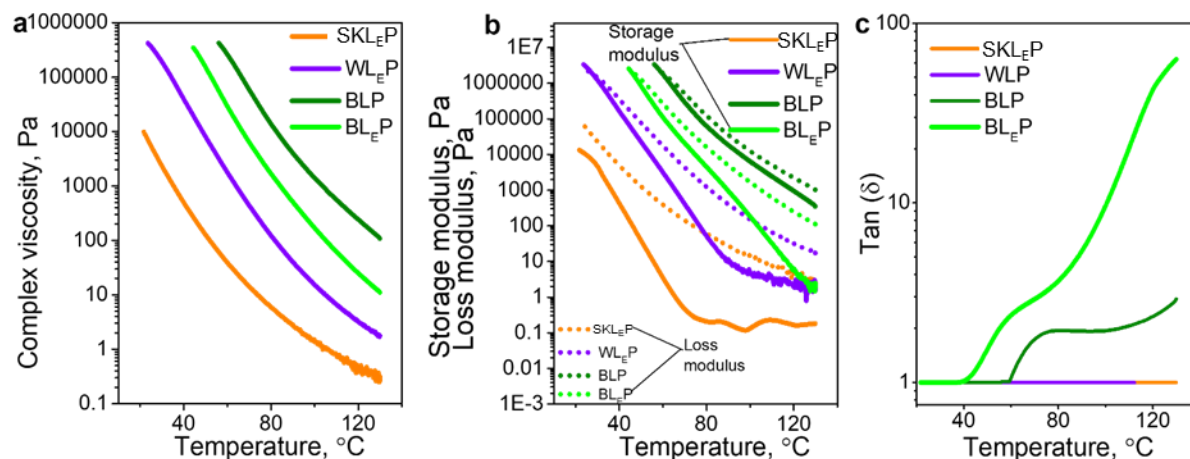 a
Complex viscosity, Pa
1000000
100000
10000
1000
100
10
1
0.1
40
80
120
Temperature, °C
SKLEP
WLEP
BLP
BLEP
b
Storage modulus, Pa
Loss modulus, Pa
1E7
1000000
100000
10000
1000
100
10
1
0.1
0.01
1E-3
40
80
120
Temperature, °C
Storage
modulus
SKLEP
WLEP
BLP
BLEP
SKLEP
WLEP
BLP
BLEP
Loss
modulus
c
Tan (δ)
100
10
1
40
80
120
Temperature, °C
SKLEP
WLP
BLP
BLEP